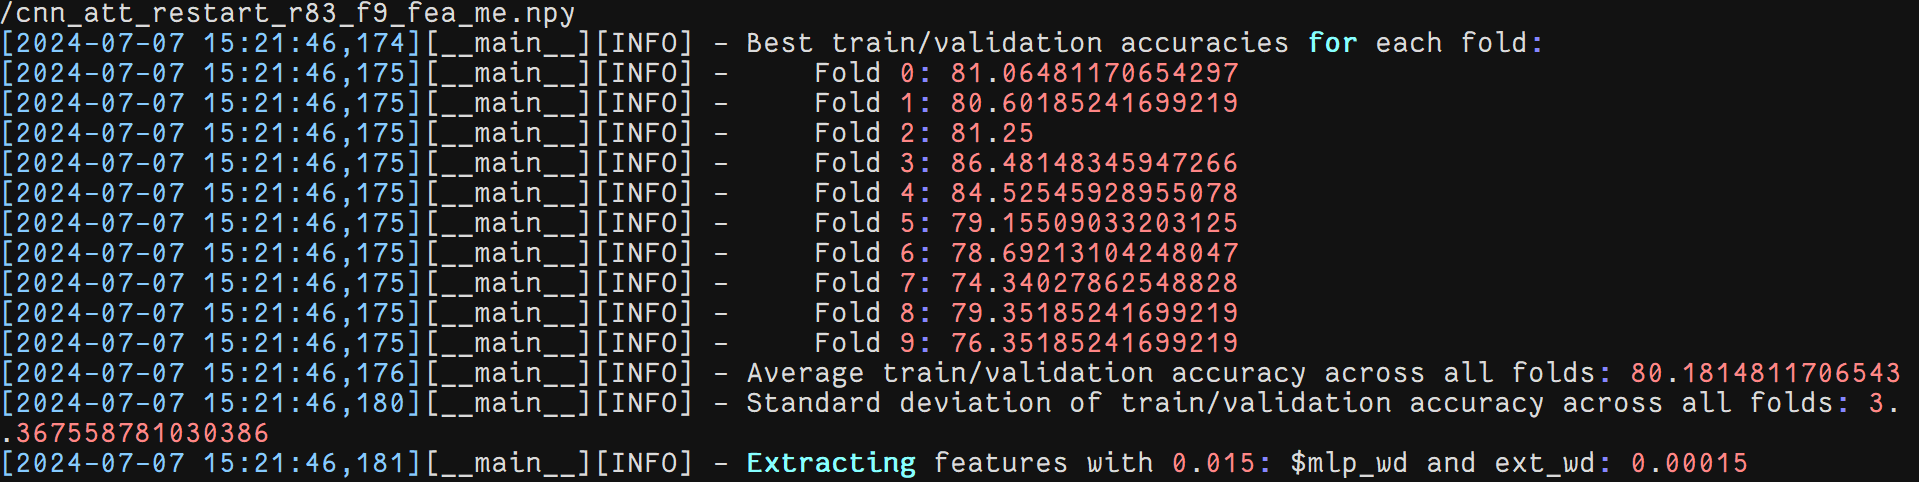 /cnn_att_restart_r83_f9_fea_me.npy
[2024-07-07 15:21:46,174][__main__][INFO] - Best train/validation accuracies for each fold:
[2024-07-07 15:21:46,175][__main__][INFO] -     Fold 0: 81.06481170654297
[2024-07-07 15:21:46,175][__main__][INFO] -     Fold 1: 80.60185241699219
[2024-07-07 15:21:46,175][__main__][INFO] -     Fold 2: 81.25
[2024-07-07 15:21:46,175][__main__][INFO] -     Fold 3: 86.48148345947266
[2024-07-07 15:21:46,175][__main__][INFO] -     Fold 4: 84.52545928955078
[2024-07-07 15:21:46,175][__main__][INFO] -     Fold 5: 79.15509033203125
[2024-07-07 15:21:46,175][__main__][INFO] -     Fold 6: 78.69213104248047
[2024-07-07 15:21:46,175][__main__][INFO] -     Fold 7: 74.34027862548828
[2024-07-07 15:21:46,175][__main__][INFO] -     Fold 8: 79.35185241699219
[2024-07-07 15:21:46,175][__main__][INFO] -     Fold 9: 76.35185241699219
[2024-07-07 15:21:46,176][__main__][INFO] - Average train/validation accuracy across all folds: 80.1814811706543
[2024-07-07 15:21:46,180][__main__][INFO] - Standard deviation of train/validation accuracy across all folds: 3.
.367558781030386
[2024-07-07 15:21:46,181][__main__][INFO] - Extracting features with 0.015: $mlp_wd and ext_wd: 0.00015